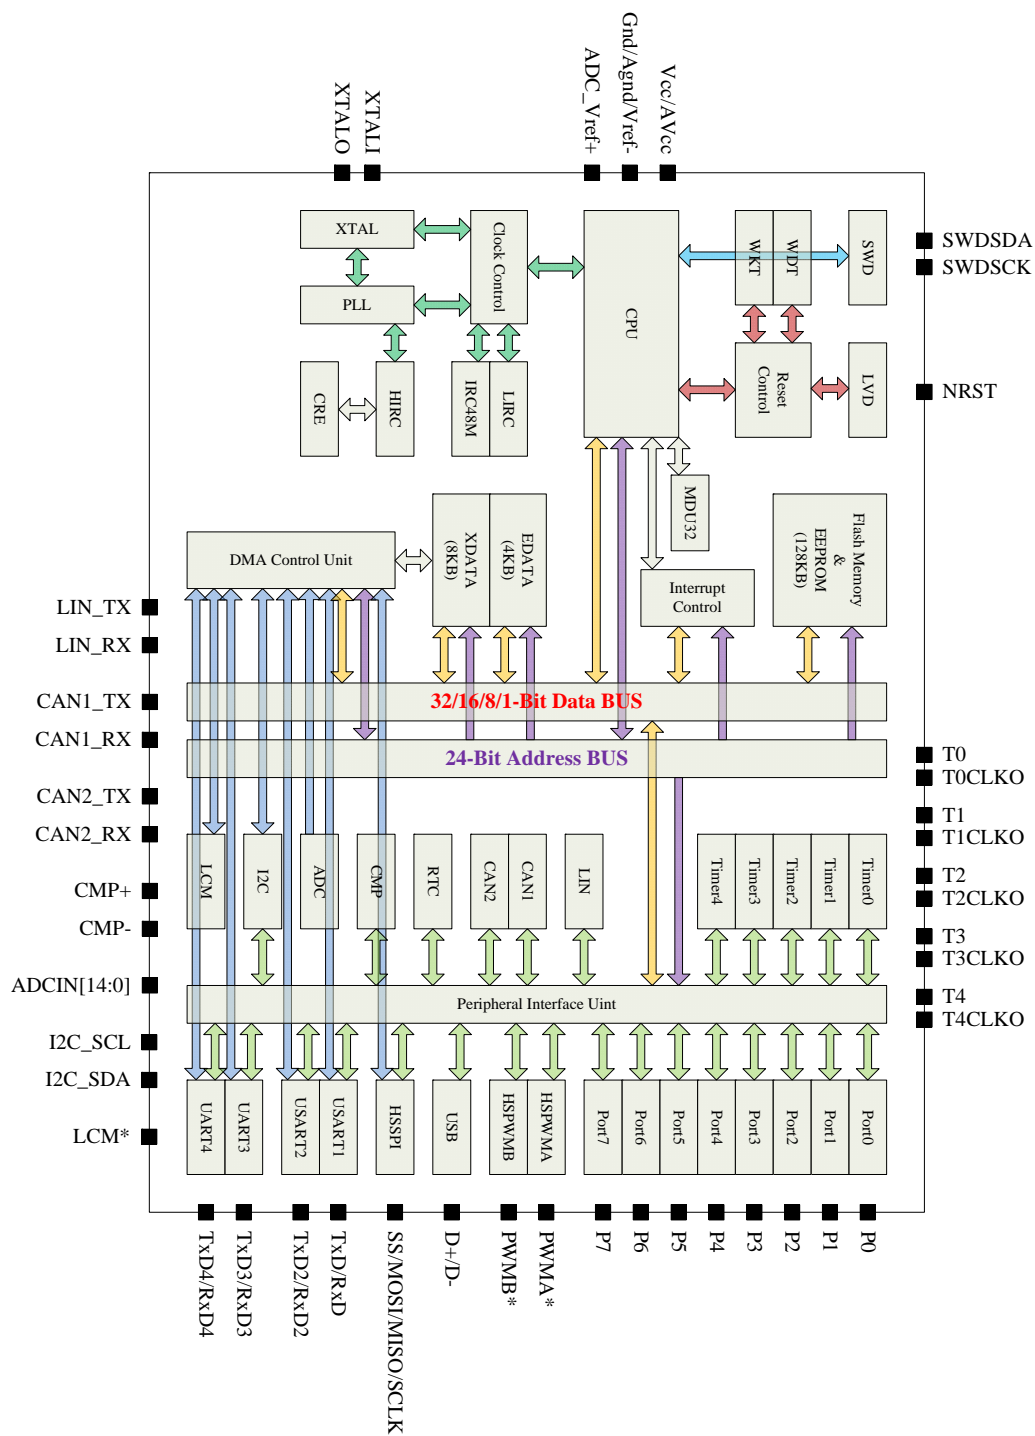 XTALO
XTALI
ADC_Vref+
Gnd/Agnd/Vref-
Vcc/AVcc
XTAL
Clock Control
CPU
WKT
WDT
SWD
SWDSDA
SWDSCK
PLL
CRE
HIRC
IRC48M
LIRC
Reset
Control
LVD
NRST
MDU32
DMA Control Unit
XDATA
(8KB)
EDATA
(4KB)
Interrupt
Control
Flash Memory
&
EEPROM
(128KB)
LIN_TX
LIN_RX
CAN1_TX
CAN1_RX
CAN2_TX
CAN2_RX
CMP+
CMP-
ADCIN[14:0]
I2C_SCL
I2C_SDA
LCM*
32/16/8/1-Bit Data BUS
24-Bit Address BUS
T0
T0CLKO
T1
T1CLKO
T2
T2CLKO
T3
T3CLKO
T4
T4CLKO
LCM
I2C
ADC
CMP
RTC
CAN2
CAN1
LIN
Timer4
Timer3
Timer2
Timer1
Timer0
Peripheral Interface Uint
UART4
UART3
USART2
USART1
HSSPI
USB
HSPWMB
HSPWMA
Port7
Port6
Port5
Port4
Port3
Port2
Port1
Port0
TxD4/RxD4
TxD3/RxD3
TxD2/RxD2
TxD/RxD
SS/MOSI/MISO/SCLK
D+/D-
PWMB*
PWMA*
P7
P6
P5
P4
P3
P2
P1
P0